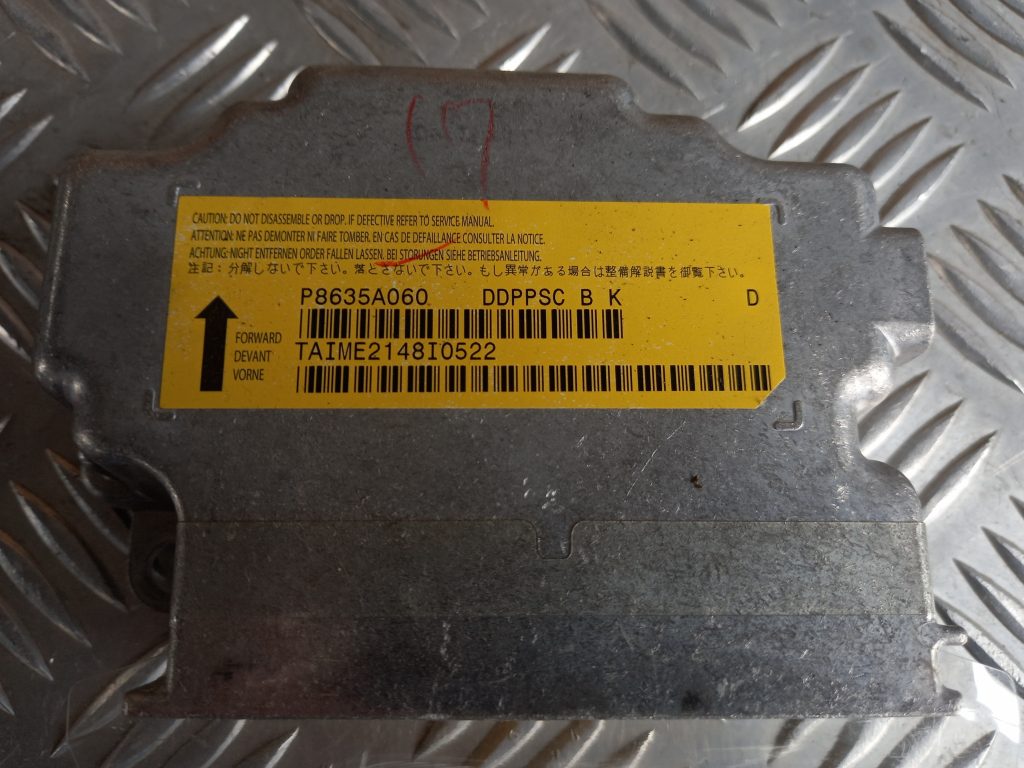 17
CAUTION: DO NOT DISASSEMBLE OR DROP. IF DEFECTIVE REFER TO SERVICE MANUAL.
ATTENTION: NE PAS DEMONTER NI FAIRE TOMBER. EN CAS DE DEFAILLANCE CONSULTER LA NOTICE.
ACHTUNG: NIGHT ENTFERNEN ORDER FALLEN LASSEN. BEI STORUNGEN SIEHE BETRIEBSANLEITUNG.
注記：分解しないで下さい。落とさないで下さい。もし異常がある場合は整備解説書を御覧下さい。
P8635A060 DDPPSC B K D
FORWARD
DEVANT
VORNE
TAIME2148I0522